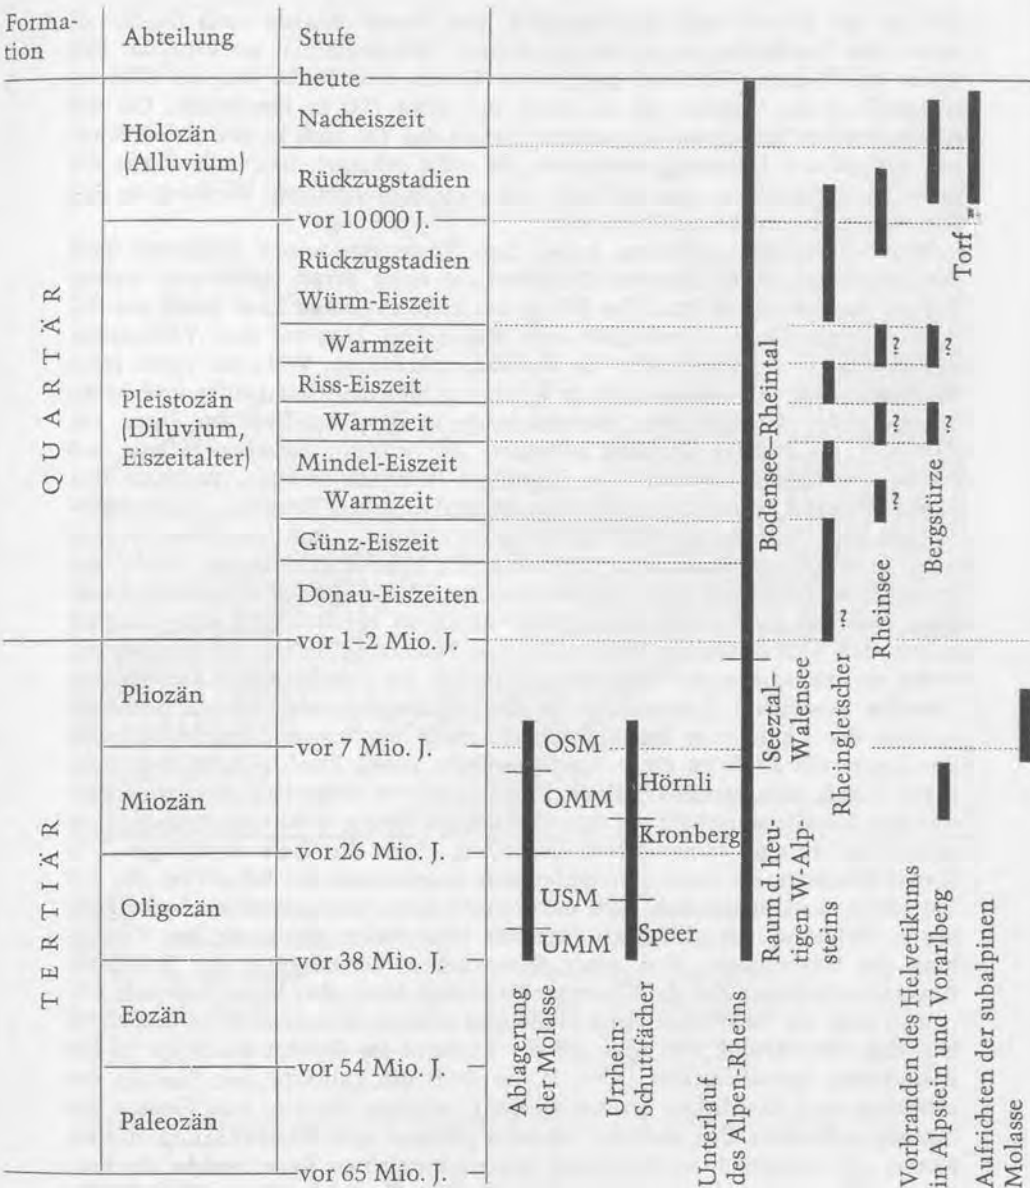 Forma-
tion
Abteilung
Stufe
heute
Holozän
(Alluvium)
Nacheiszeit
Rückzugstadien
vor 10 000 J.
QUARTÄR
Pleistozän
(Diluvium,
Eiszeitalter)
Rückzugstadien
Würm-Eiszeit
Warmzeit
Riss-Eiszeit
Warmzeit
Mindel-Eiszeit
Warmzeit
Günz-Eiszeit
Donau-Eiszeiten
vor 1–2 Mio. J.
TERTIÄR
Pliozän
vor 7 Mio. J.
Miozän
vor 26 Mio. J.
Oligozän
vor 38 Mio. J.
Eozän
vor 54 Mio. J.
Paleozän
vor 65 Mio. J.
OSM
OMM
USM
UMM
Ablagerung
der Molasse
Hörnli
Kronberg
Speer
Urrhein-
Schuttfächer
Unterlauf
des Alpen-Rheins
Bodensee–Rheintal
Seeztal-
Walensee
Raum d. heu-
tigen W-Alp-
steins
?
Rheingletscher
?
?
?
Rheinsee
?
?
Bergstürze
Torf
Vorbranden des Helvetikums
in Alpstein und Vorarlberg
Aufrichten der subalpinen
Molasse